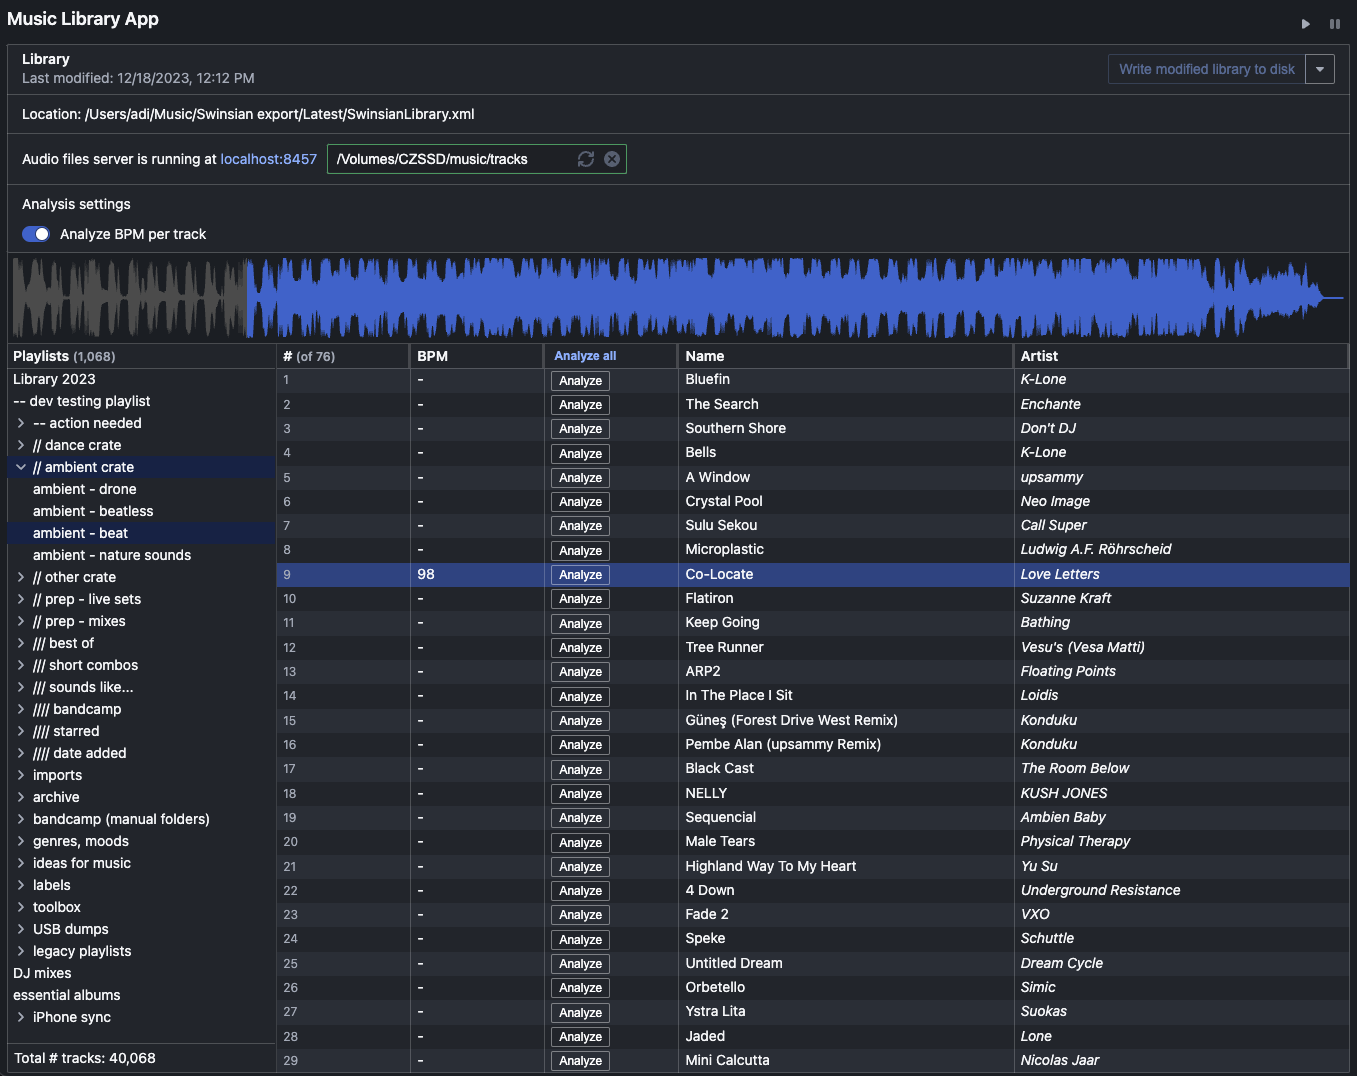 Music Library App
Library
Last modified: 12/18/2023, 12:12 PM
Write modified library to disk
Location: /Users/adi/Music/Swinsian export/Latest/SwinsianLibrary.xml
Audio files server is running at localhost:8457 /Volumes/CZSSD/music/tracks
Analysis settings
Analyze BPM per track
Playlists (1,068)
Library 2023
-- dev testing playlist
-- action needed
// dance crate
// ambient crate
ambient - drone
ambient - beatless
ambient - beat
ambient - nature sounds
// other crate
// prep - live sets
// prep - mixes
/// best of
/// short combos
/// sounds like...
//// bandcamp
//// starred
//// date added
imports
archive
bandcamp (manual folders)
genres, moods
ideas for music
labels
toolbox
USB dumps
legacy playlists
DJ mixes
essential albums
iPhone sync
Total # tracks: 40,068
# (of 76) BPM Analyze all Name Artist
1 - Analyze Bluefin K-Lone
2 - Analyze The Search Enchante
3 - Analyze Southern Shore Don't DJ
4 - Analyze Bells K-Lone
5 - Analyze A Window upsammy
6 - Analyze Crystal Pool Neo Image
7 - Analyze Sulu Sekou Call Super
8 - Analyze Microplastic Ludwig A.F. Röhrscheid
9 98 Analyze Co-Locate Love Letters
10 - Analyze Flatiron Suzanne Kraft
11 - Analyze Keep Going Bathing
12 - Analyze Tree Runner Vesu's (Vesa Matti)
13 - Analyze ARP2 Floating Points
14 - Analyze In The Place I Sit Loidis
15 - Analyze Güneş (Forest Drive West Remix) Konduku
16 - Analyze Pembe Alan (upsammy Remix) Konduku
17 - Analyze Black Cast The Room Below
18 - Analyze NELLY KUSH JONES
19 - Analyze Sequencial Ambien Baby
20 - Analyze Male Tears Physical Therapy
21 - Analyze Highland Way To My Heart Yu Su
22 - Analyze 4 Down Underground Resistance
23 - Analyze Fade 2 VXO
24 - Analyze Speke Schuttle
25 - Analyze Untitled Dream Dream Cycle
26 - Analyze Orbetello Simic
27 - Analyze Ystra Lita Suokas
28 - Analyze Jaded Lone
29 - Analyze Mini Calcutta Nicolas Jaar